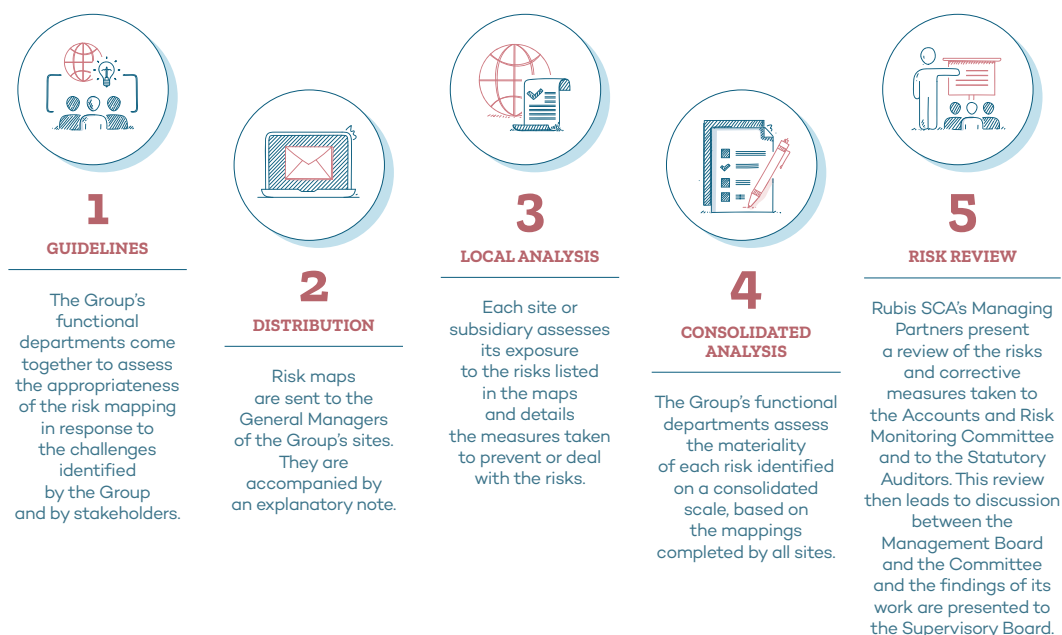 1
GUIDELINES
The Group's
functional
departments come
together to assess
the appropriateness
of the risk mapping
in response to
the challenges
identified
by the Group
and by stakeholders.
2
DISTRIBUTION
Risk maps
are sent to the
General Managers
of the Group's sites.
They are
accompanied by
an explanatory note.
3
LOCAL ANALYSIS
Each site or
subsidiary assesses
its exposure
to the risks listed
in the maps
and details
the measures taken
to prevent or deal
with the risks.
4
CONSOLIDATED
ANALYSIS
The Group's functional
departments assess
the materiality
of each risk identified
on a consolidated
scale, based on
the mappings
completed by all sites.
5
RISK REVIEW
Rubis SCA's Managing
Partners present
a review of the risks
and corrective
measures taken to
the Accounts and Risk
Monitoring Committee
and to the Statutory
Auditors. This review
then leads to discussion
between the
Management Board
and the Committee
and the findings of its
work are presented to
the Supervisory Board.